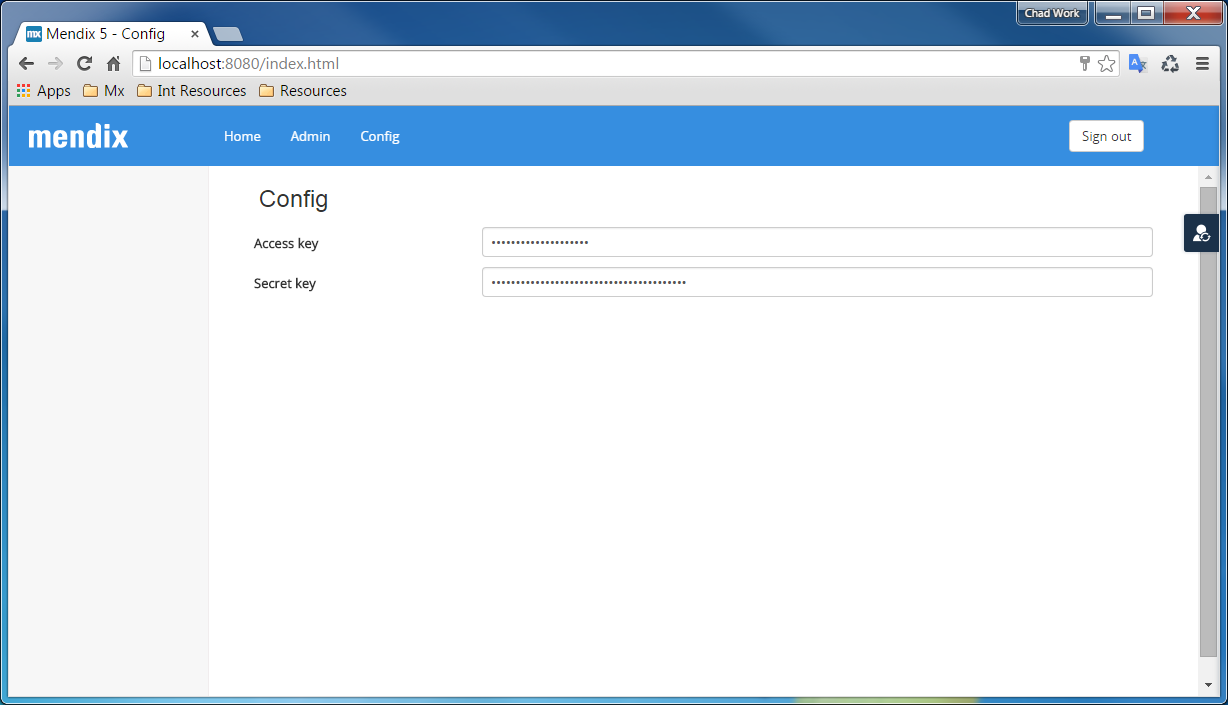 Chad Work
mx Mendix 5 - Config
localhost:8080/index.html
Apps Mx Int Resources Resources
mendix Home Admin Config Sign out
Config
Access key ••••••••••••••••••••
Secret key ••••••••••••••••••••••••••••••••••••••••